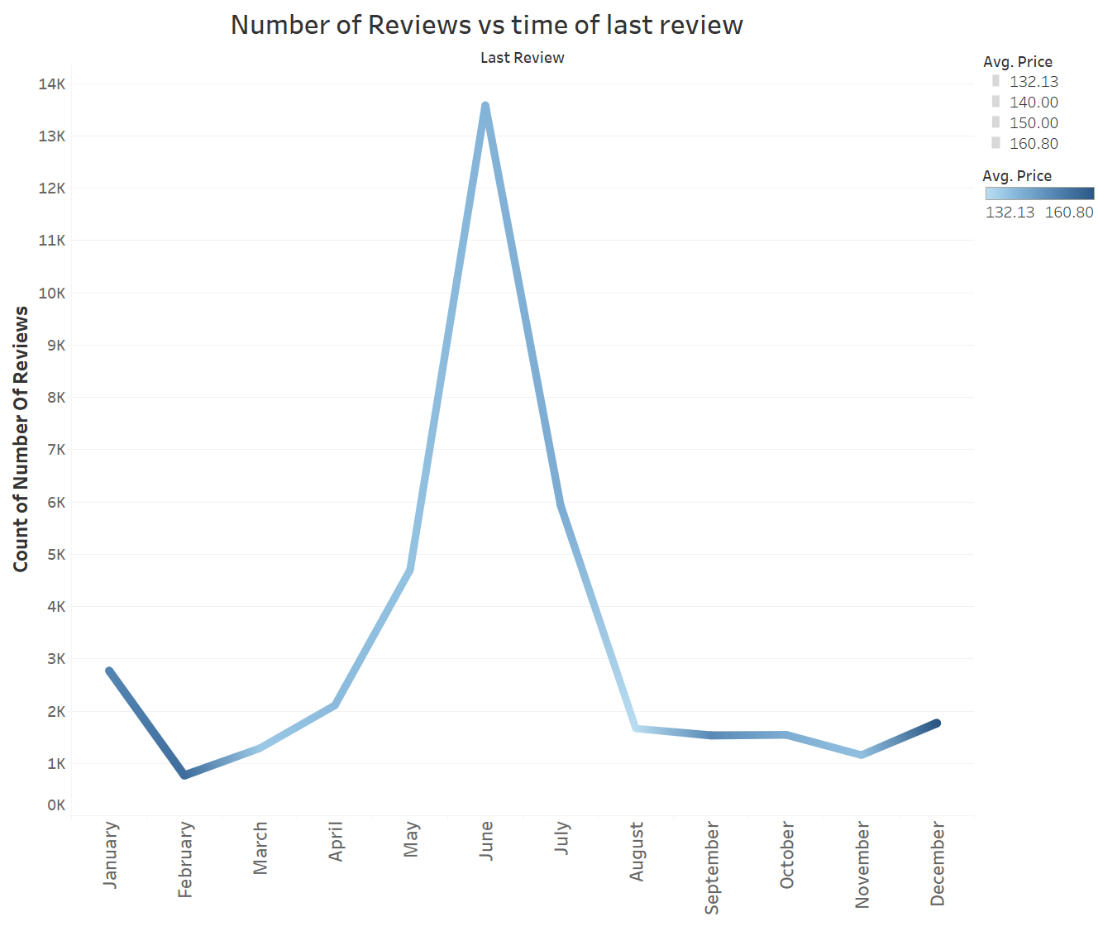 Number of Reviews vs time of last review
Last Review
14K
13K
12K
11K
10K
9K
8K
7K
6K
5K
4K
3K
2K
1K
0K
Count of Number Of Reviews
January
February
March
April
May
June
July
August
September
October
November
December
Avg. Price
132.13
140.00
150.00
160.80
Avg. Price
132.13 160.80